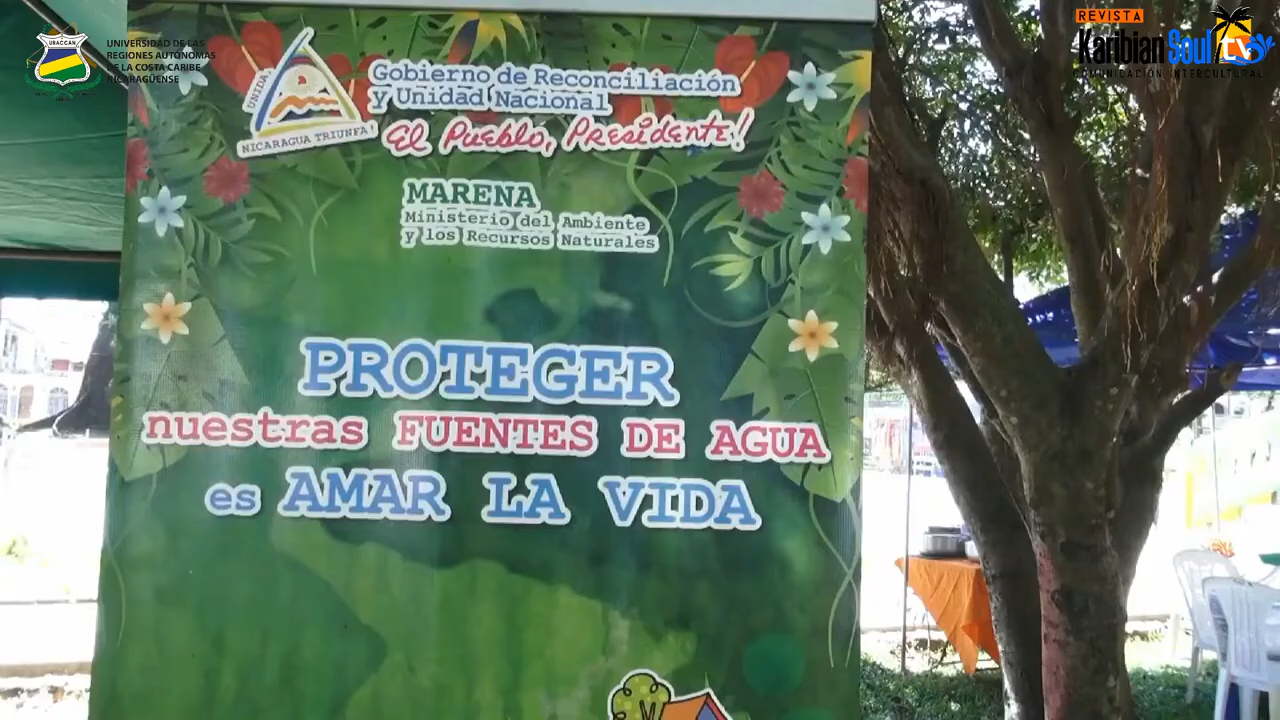 URACCAN
UNIVERSIDAD DE LAS
REGIONES AUTÓNOMAS
DE LA COSTA CARIBE
NICARAGÜENSE
REVISTA
Karibian Soul tv
COMUNICACIÓN INTERCULTURAL
UNIDA
NICARAGUA TRIUNFA!
Gobierno de Reconciliación
y Unidad Nacional
El Pueblo, Presidente!
MARENA
Ministerio del Ambiente
y los Recursos Naturales
PROTEGER
nuestras FUENTES DE AGUA
es AMAR LA VIDA